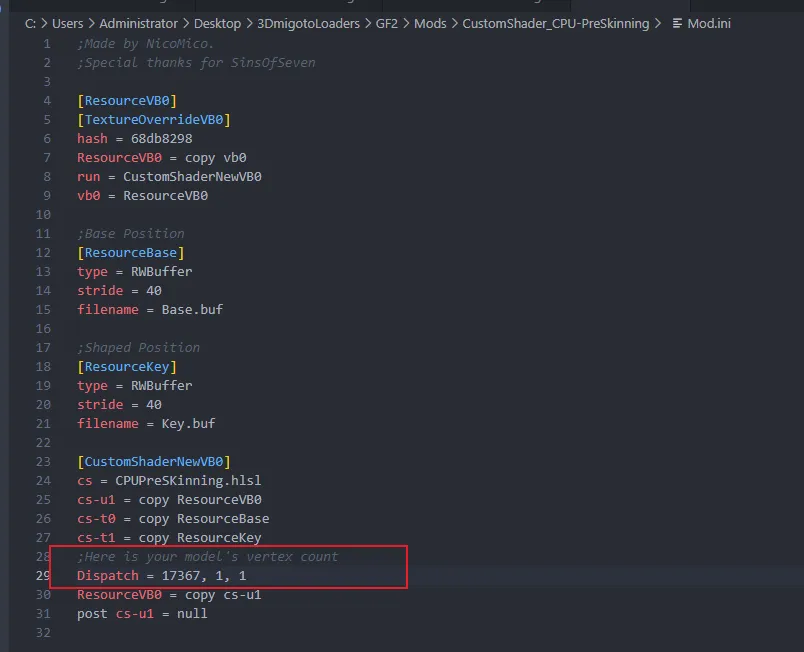 C: > Users > Administrator > Desktop > 3DmigotoLoaders > GF2 > Mods > CustomShader_CPU-PreSkinning > Mod.ini
1 ;Made by NicoMico.
2 ;Special thanks for SinsOfSeven
3
4 [ResourceVB0]
5 [TextureOverrideVB0]
6 hash = 68db8298
7 ResourceVB0 = copy vb0
8 run = CustomShaderNewVB0
9 vb0 = ResourceVB0
10
11 ;Base Position
12 [ResourceBase]
13 type = RWBuffer
14 stride = 40
15 filename = Base.buf
16
17 ;Shaped Position
18 [ResourceKey]
19 type = RWBuffer
20 stride = 40
21 filename = Key.buf
22
23 [CustomShaderNewVB0]
24 cs = CPUPreSKinning.hlsl
25 cs-u1 = copy ResourceVB0
26 cs-t0 = copy ResourceBase
27 cs-t1 = copy ResourceKey
28 ;Here is your model's vertex count
29 Dispatch = 17367, 1, 1
30 ResourceVB0 = copy cs-u1
31 post cs-u1 = null
32